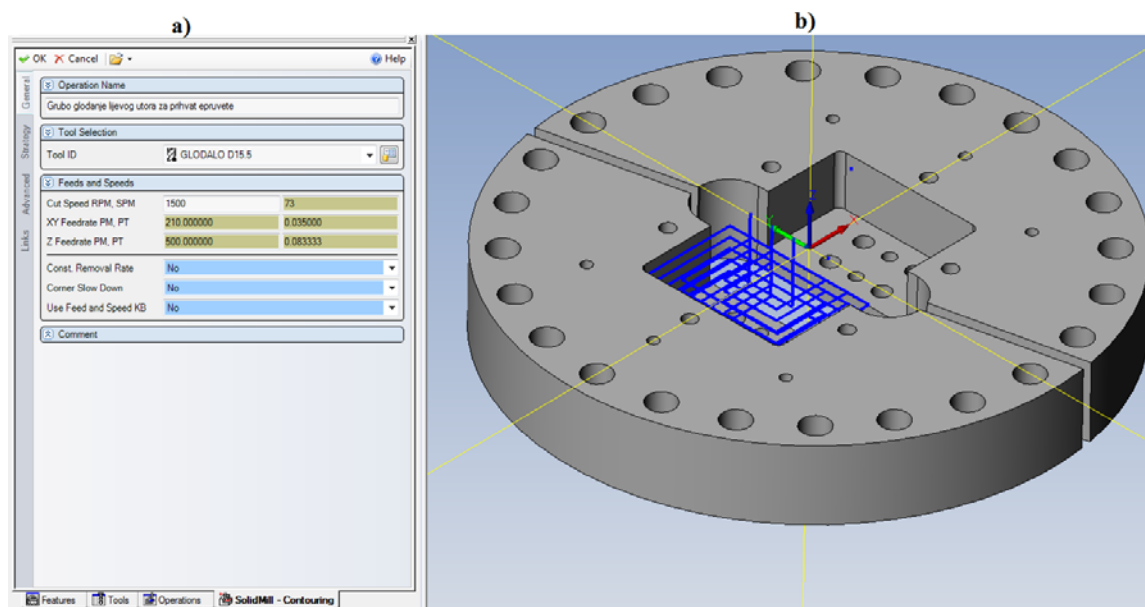 a)
b)
OK Cancel Help
General
Strategy
Advanced
Links
Operation Name
Grubo glodanje lijevog utora za prihvat epruvete
Tool Selection
Tool ID GLODALO D15.5
Feeds and Speeds
Cut Speed RPM, SPM 1500 73
XY Feedrate PM, PT 210.000000 0.035000
Z Feedrate PM, PT 500.000000 0.083333
Const. Removal Rate No
Corner Slow Down No
Use Feed and Speed KB No
Comment
Features Tools Operations SolidMill - Contouring
X
Y
Z